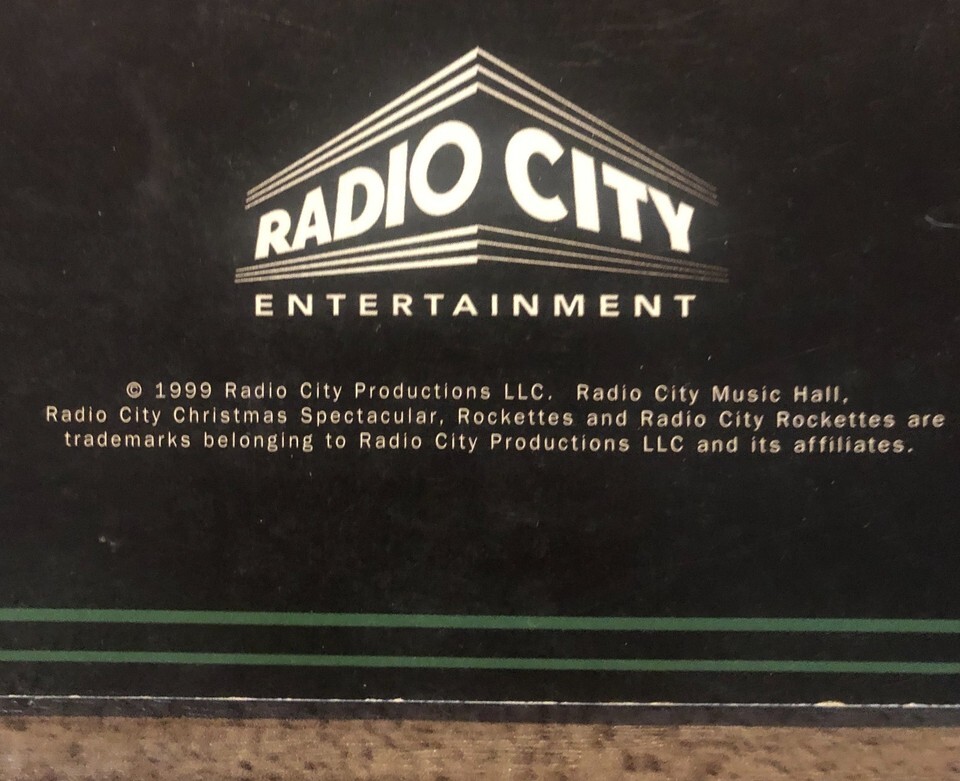 RADIO CITY
ENTERTAINMENT
© 1999 Radio City Productions LLC. Radio City Music Hall,
Radio City Christmas Spectacular, Rockettes and Radio City Rockettes are
trademarks belonging to Radio City Productions LLC and its affiliates.